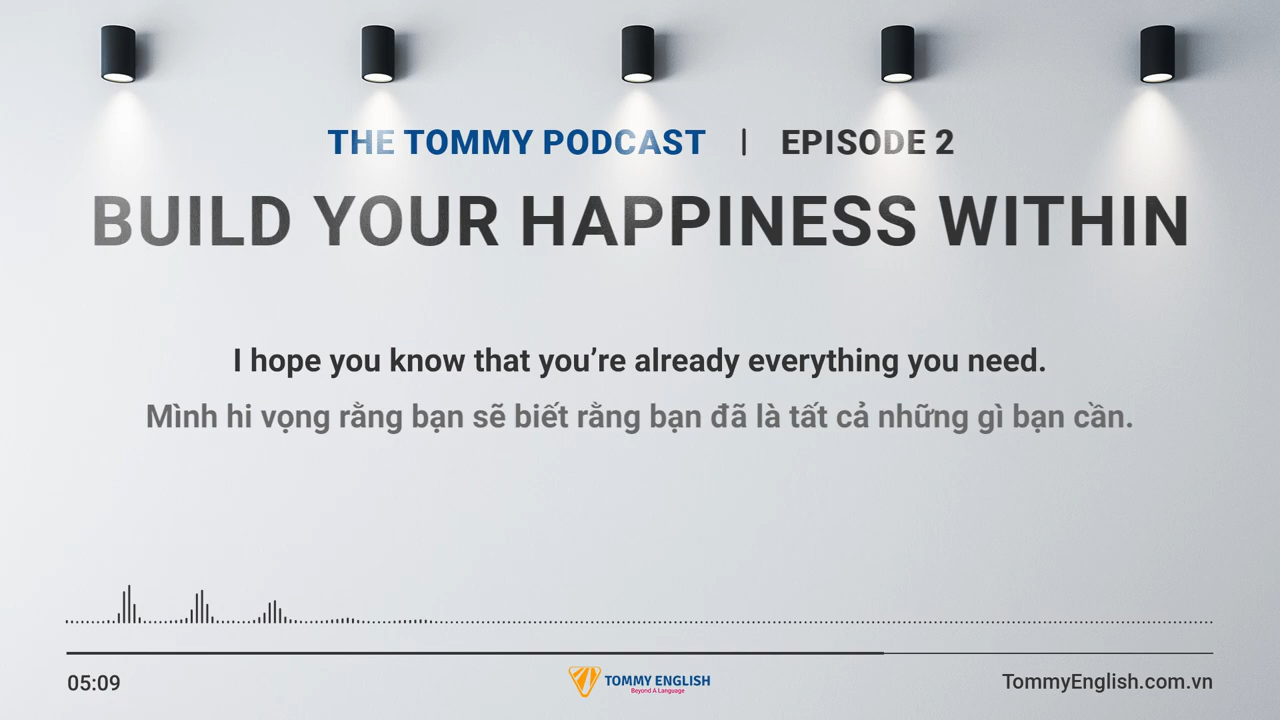 THE TOMMY PODCAST | EPISODE 2
BUILD YOUR HAPPINESS WITHIN
I hope you know that you’re already everything you need.
Mình hi vọng rằng bạn sẽ biết rằng bạn đã là tất cả những gì bạn cần.
05:09
TOMMY ENGLISH
Beyond A Language
TommyEnglish.com.vn